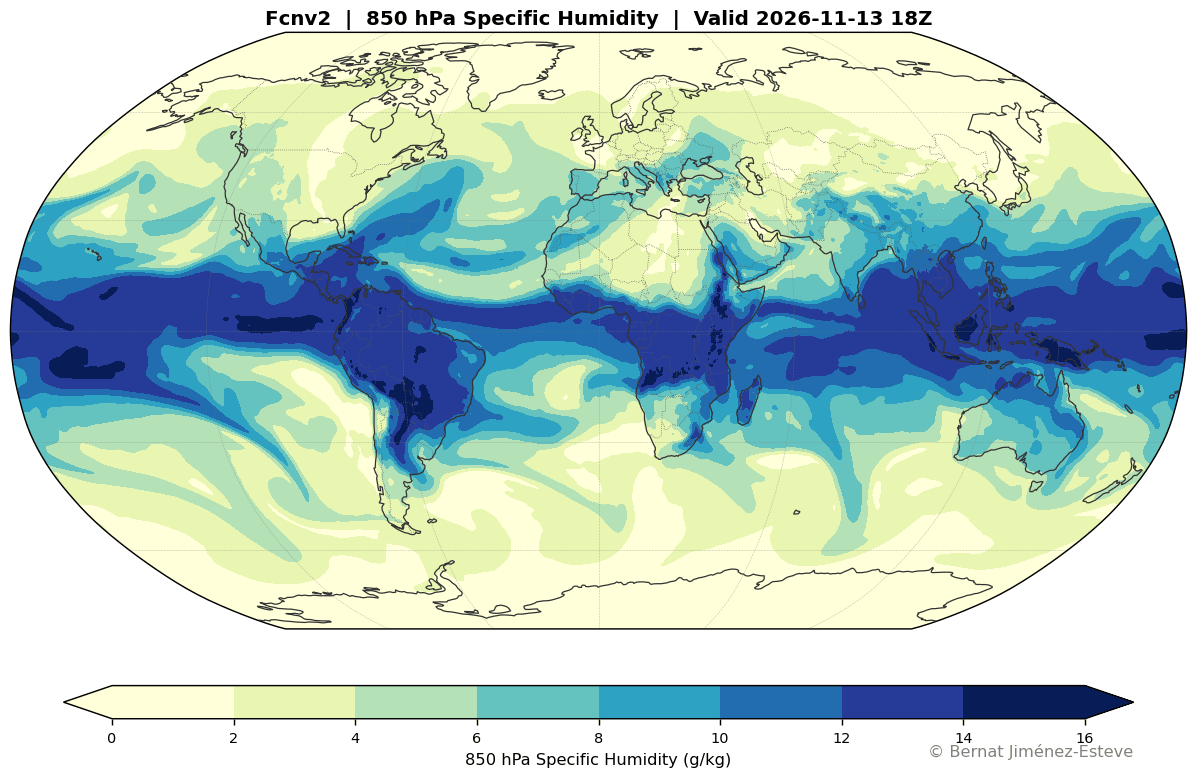 Fcnv2 | 850 hPa Specific Humidity | Valid 2026-11-13 18Z
0 2 4 6 8 10 12 14 16
850 hPa Specific Humidity (g/kg)
© Bernat Jiménez-Esteve